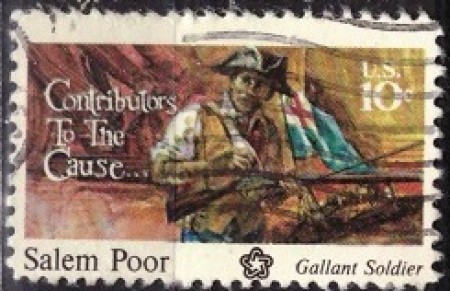 Contributors
To The
Cause...
U.S.
10c
Salem Poor
Gallant Soldier